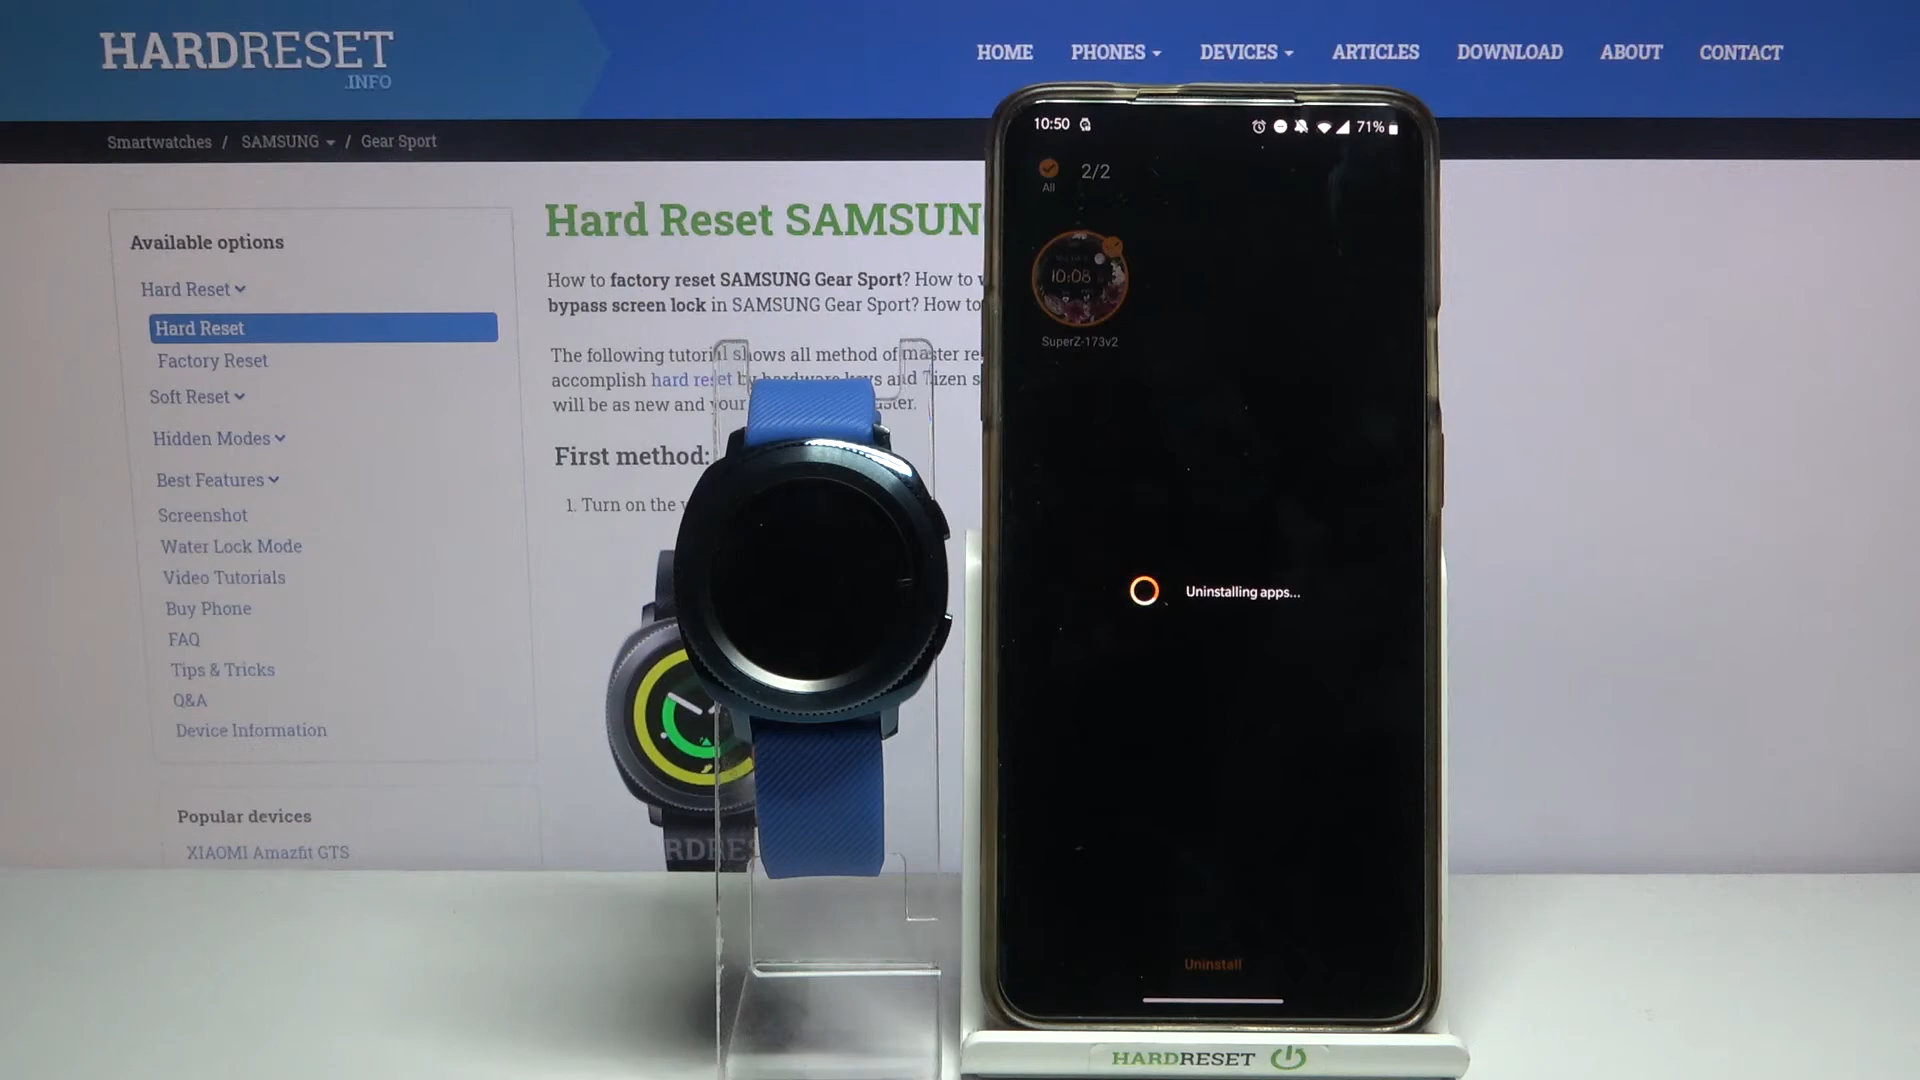 HARDRESET
.INFO
HOME PHONES DEVICES ARTICLES DOWNLOAD ABOUT CONTACT
Smartwatches / SAMSUNG / Gear Sport
Available options
Hard Reset
Hard Reset
Factory Reset
Soft Reset
Hidden Modes
Best Features
Screenshot
Water Lock Mode
Video Tutorials
Buy Phone
FAQ
Tips & Tricks
Q&A
Device Information
Popular devices
XIAOMI Amazfit GTS
Hard Reset SAMSUN
How to factory reset SAMSUNG Gear Sport? How to
bypass screen lock in SAMSUNG Gear Sport? How to
The following tutorial shows all method of master re
accomplish hard reset by hardware keys and Tizen s
will be as new and your
First method:
1. Turn on the
10:50 71%
All 2/2
10:08
SuperZ-173v2
Uninstalling apps...
Uninstall
HARDRESET